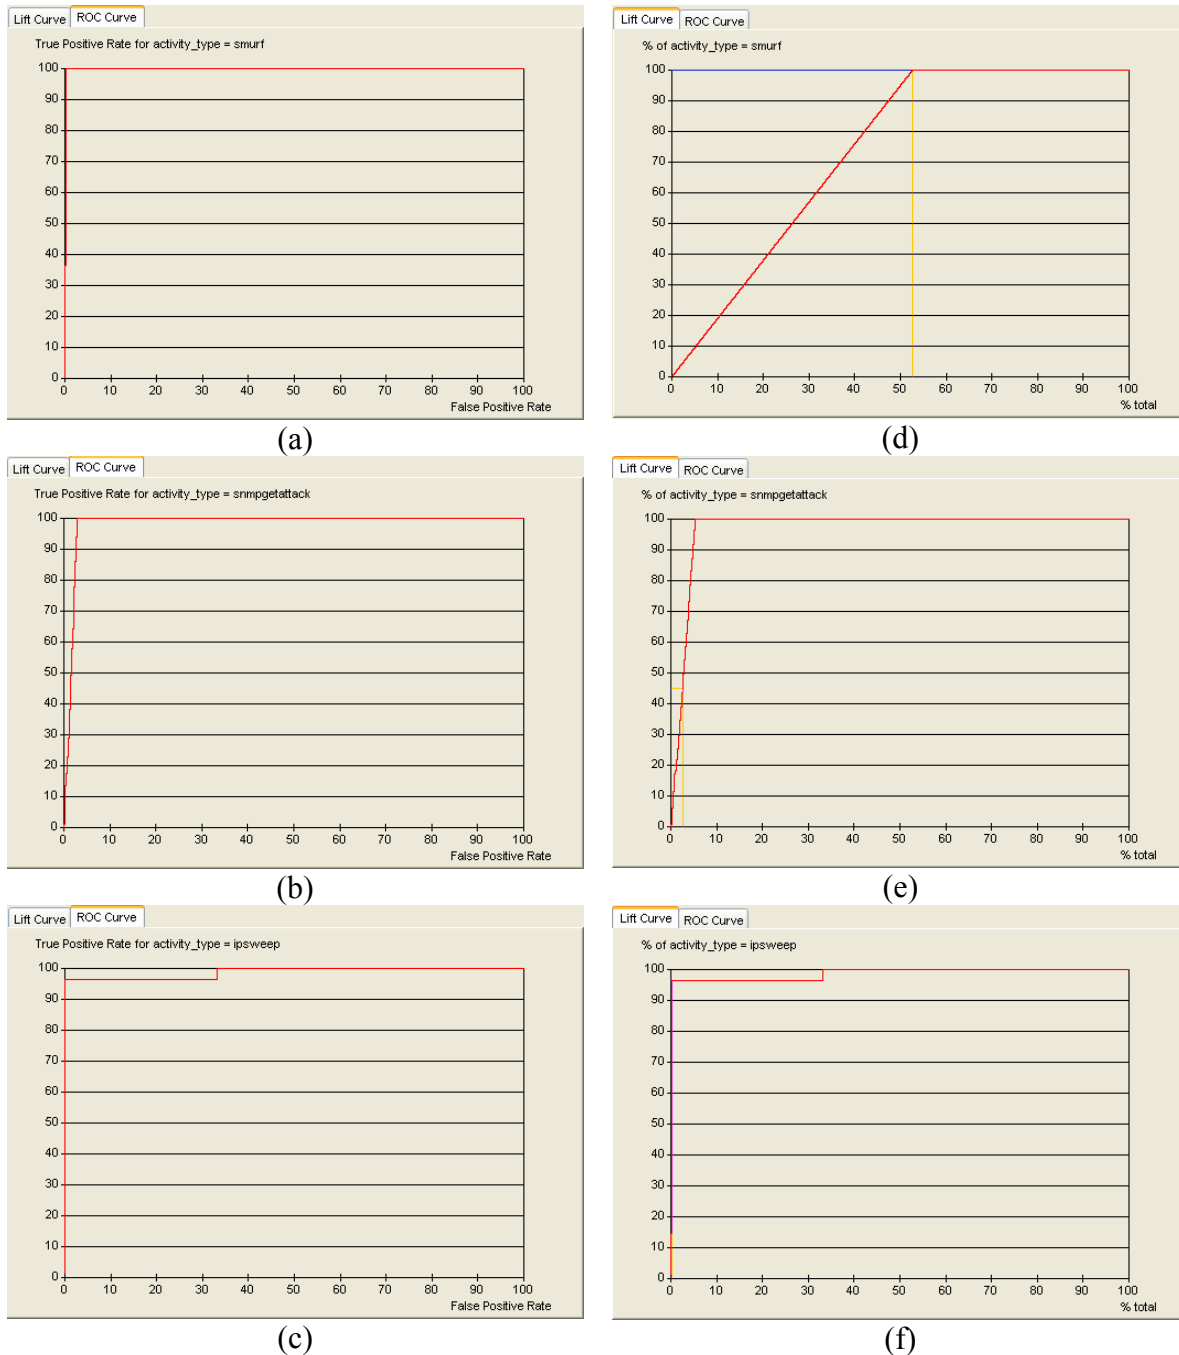 Lift Curve ROC Curve
True Positive Rate for activity_type = smurf
100
90
80
70
60
50
40
30
20
10
0
0 10 20 30 40 50 60 70 80 90 100
False Positive Rate
(a)
Lift Curve ROC Curve
% of activity_type = smurf
100
90
80
70
60
50
40
30
20
10
0
0 10 20 30 40 50 60 70 80 90 100
% total
(d)
Lift Curve ROC Curve
True Positive Rate for activity_type = snmpgetattack
100
90
80
70
60
50
40
30
20
10
0
0 10 20 30 40 50 60 70 80 90 100
False Positive Rate
(b)
Lift Curve ROC Curve
% of activity_type = snmpgetattack
100
90
80
70
60
50
40
30
20
10
0
0 10 20 30 40 50 60 70 80 90 100
% total
(e)
Lift Curve ROC Curve
True Positive Rate for activity_type = ipsweep
100
90
80
70
60
50
40
30
20
10
0
0 10 20 30 40 50 60 70 80 90 100
False Positive Rate
(c)
Lift Curve ROC Curve
% of activity_type = ipsweep
100
90
80
70
60
50
40
30
20
10
0
0 10 20 30 40 50 60 70 80 90 100
% total
(f)